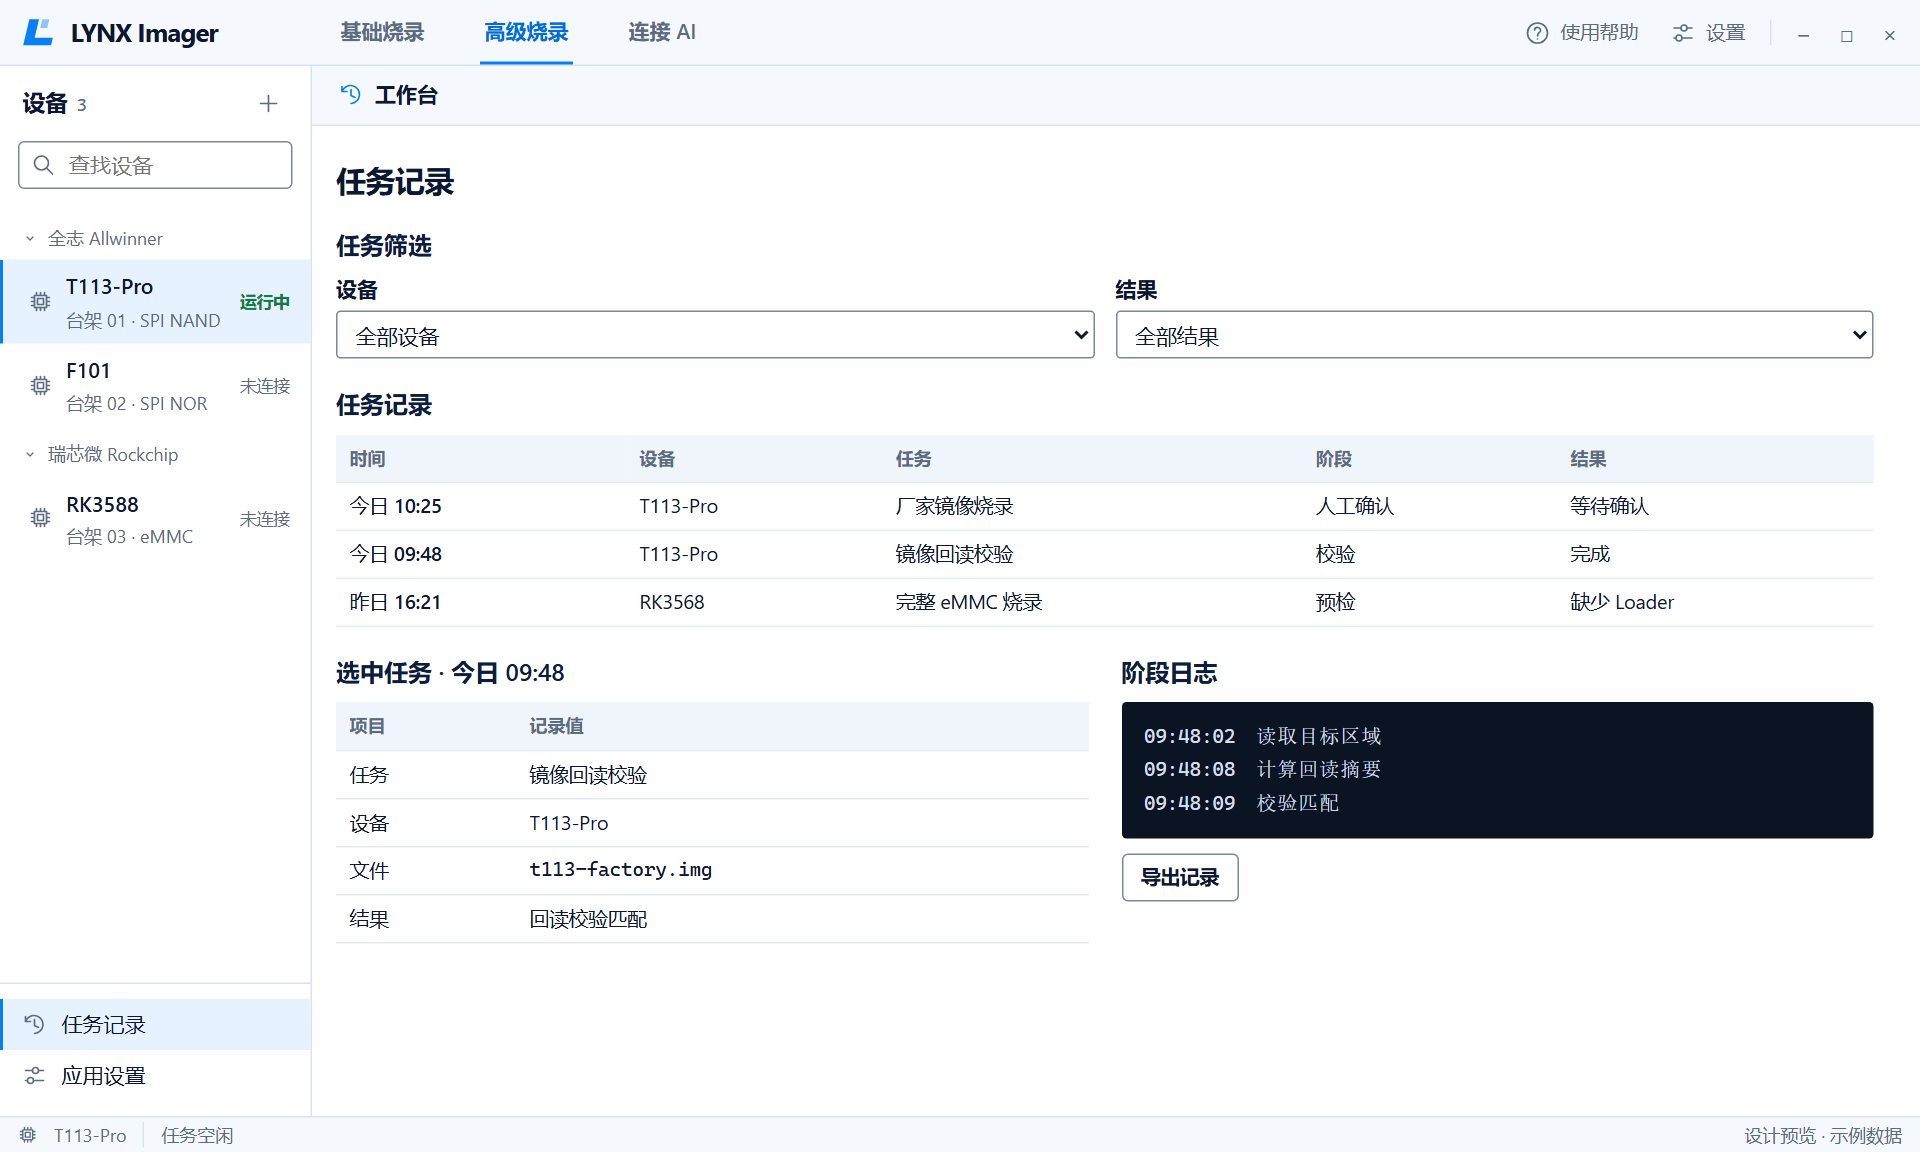 LYNX Imager
基础烧录
高级烧录
连接 AI
使用帮助
设置
设备 3
查找设备
全志 Allwinner
T113-Pro
台架 01 · SPI NAND
运行中
F101
台架 02 · SPI NOR
未连接
瑞芯微 Rockchip
RK3588
台架 03 · eMMC
未连接
任务记录
应用设置
工作台
任务记录
任务筛选
设备
结果
全部设备
全部结果
任务记录
时间 设备 任务 阶段 结果
今日 10:25 T113-Pro 厂家镜像烧录 人工确认 等待确认
今日 09:48 T113-Pro 镜像回读校验 校验 完成
昨日 16:21 RK3568 完整 eMMC 烧录 预检 缺少 Loader
选中任务 · 今日 09:48
项目 记录值
任务 镜像回读校验
设备 T113-Pro
文件 t113-factory.img
结果 回读校验匹配
阶段日志
09:48:02 读取目标区域
09:48:08 计算回读摘要
09:48:09 校验匹配
导出记录
T113-Pro
任务空闲
设计预览 · 示例数据